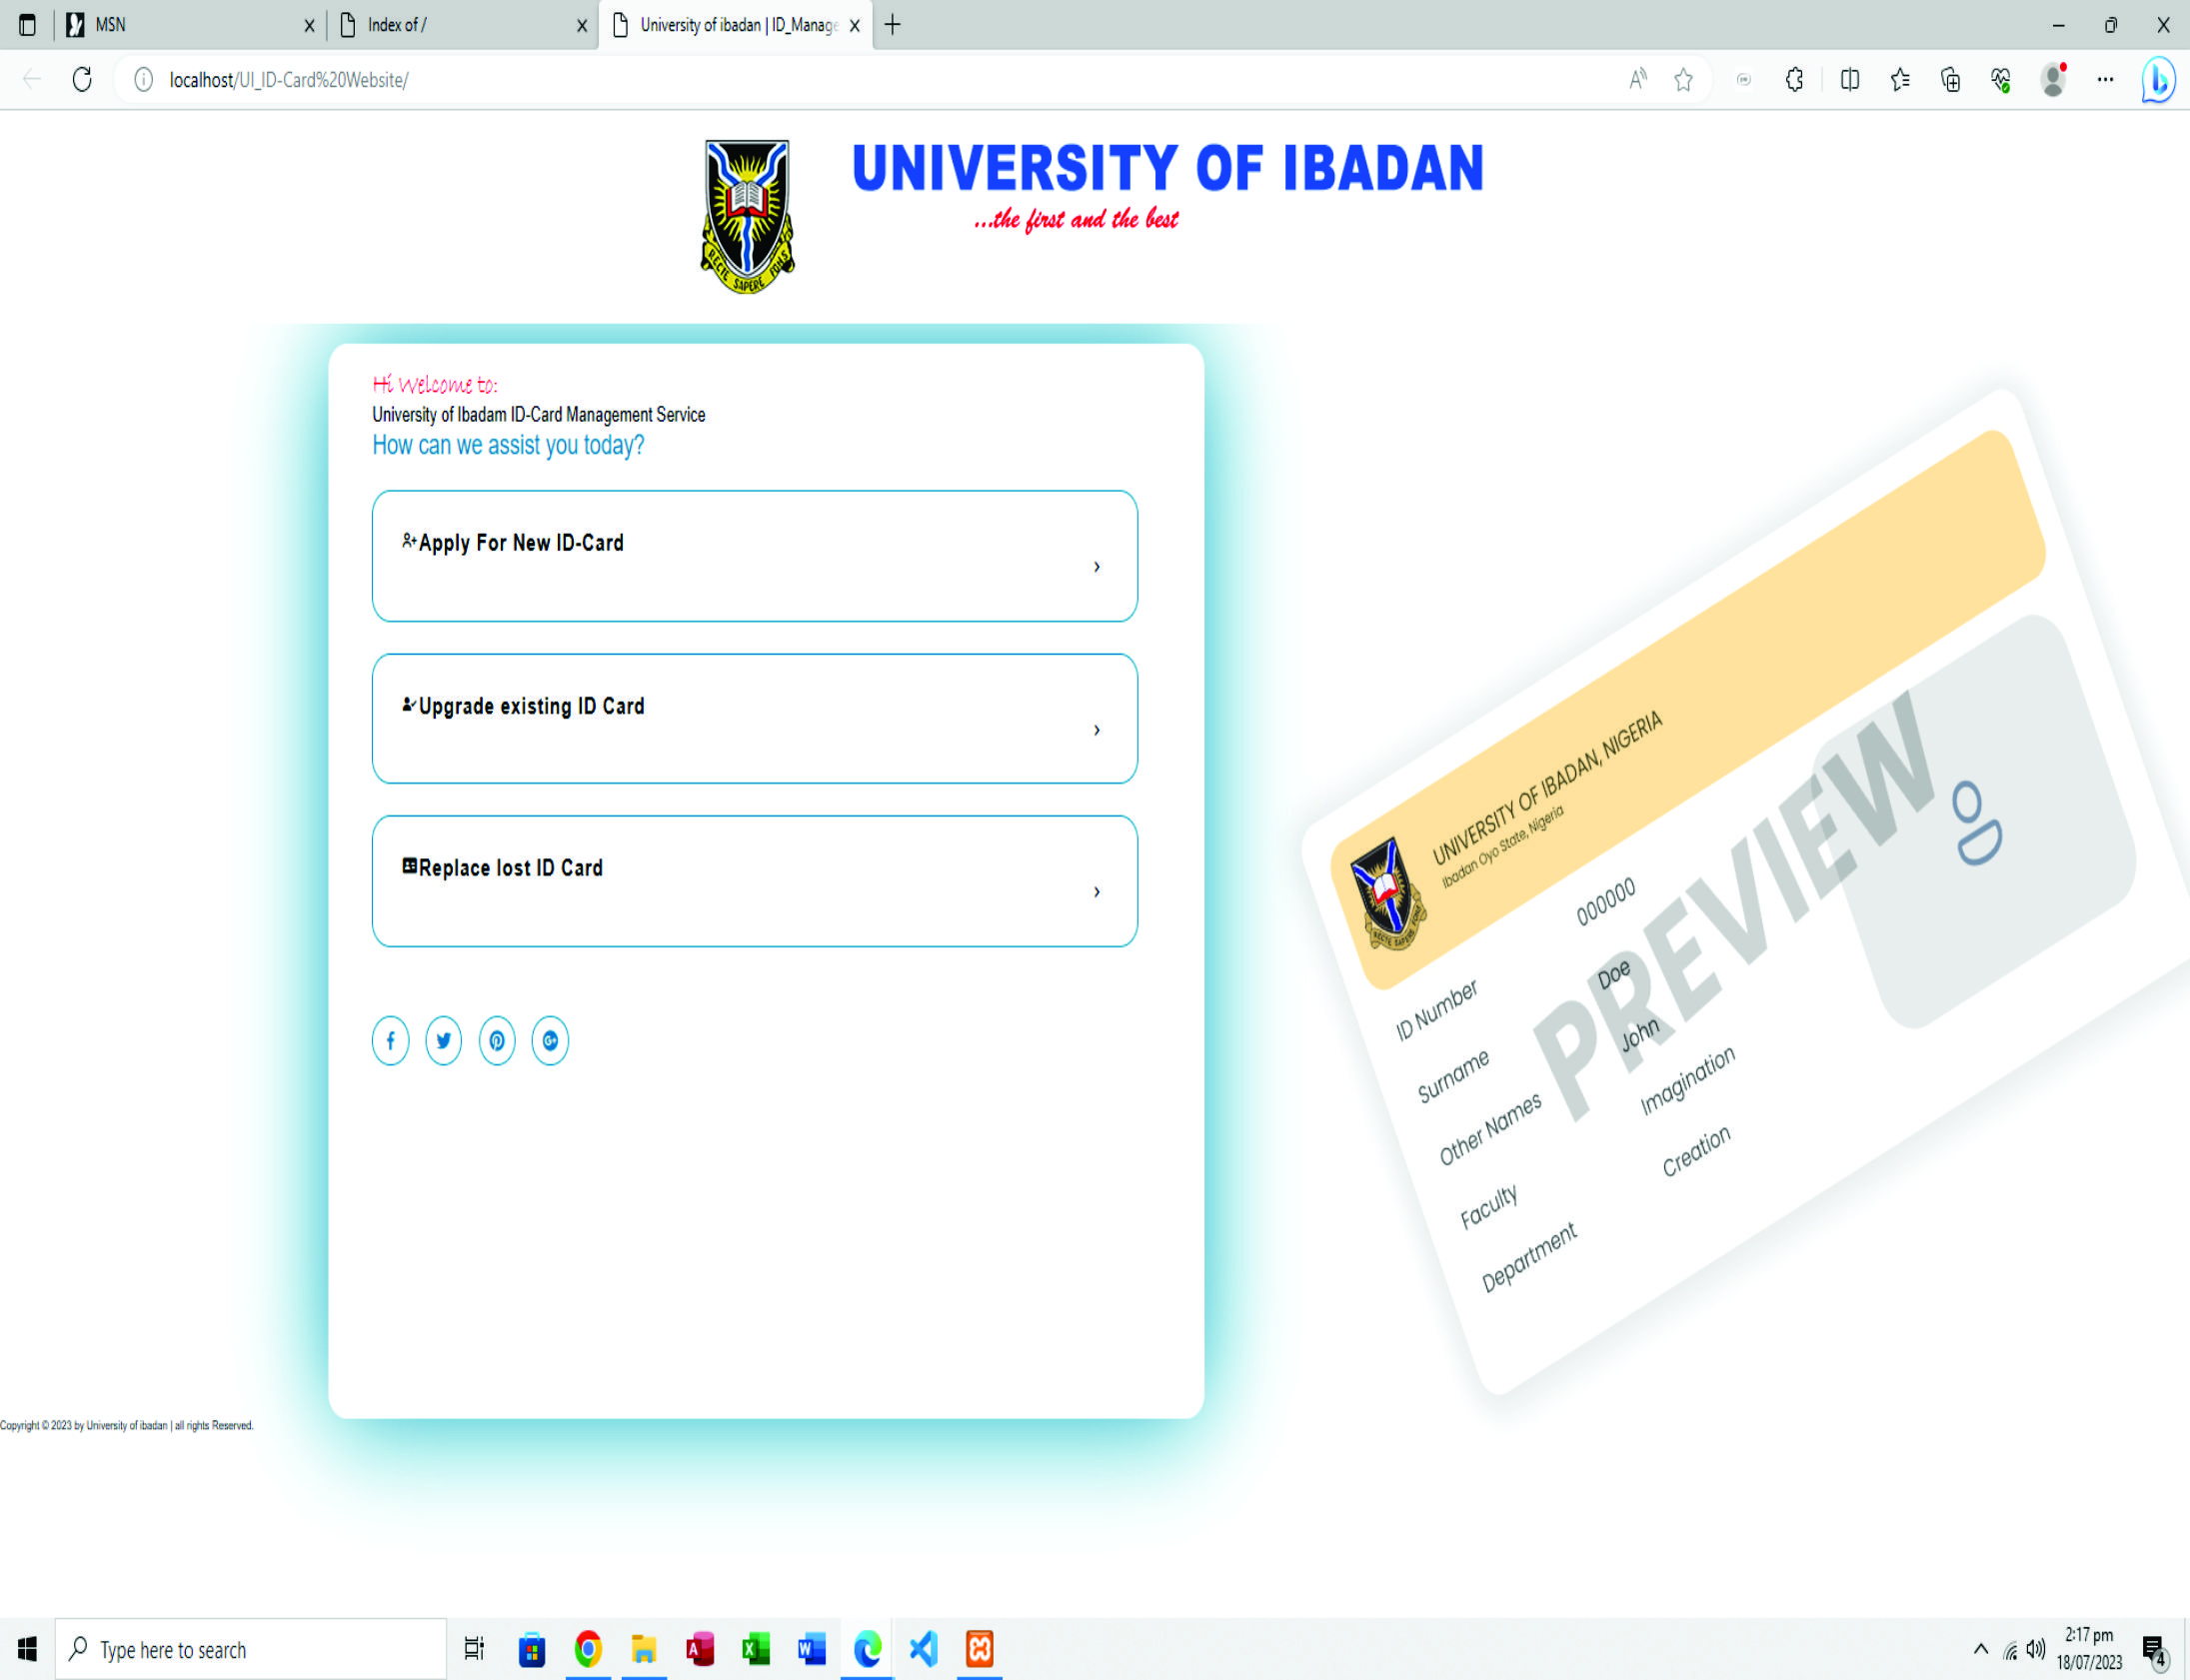 MSN
Index of /
University of ibadan | ID_Manage
localhost/UI_ID-Card%20Website/
UNIVERSITY OF IBADAN
...the first and the best
RECTE SAPERE FONS
Hi Welcome to:
University of Ibadam ID-Card Management Service
How can we assist you today?
Apply For New ID-Card
Upgrade existing ID Card
Replace lost ID Card
UNIVERSITY OF IBADAN, NIGERIA
Ibadan Oyo State, Nigeria
RECTE SAPERE FONS
ID Number 000000
Surname Doe
Other Names John
Faculty Imagination
Department Creation
PREVIEW
Copyright © 2023 by University of ibadan | all rights Reserved.
Type here to search
2:17 pm
18/07/2023
4